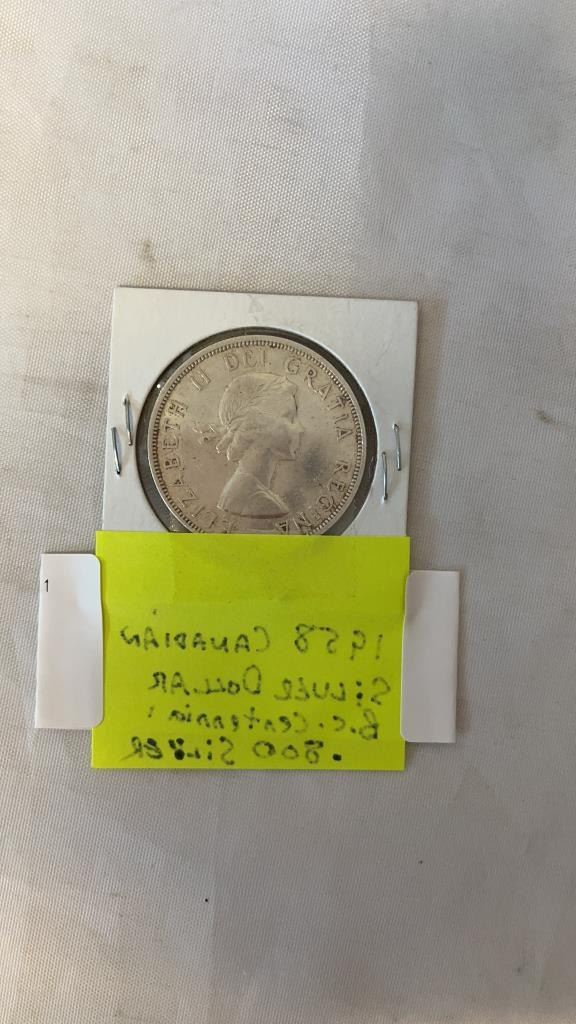 ELIZABETH II DEI GRATIA REGINA
1
1958 CANADIAN
SiLVER DOLLAR
B.C. Centennial
.800 SiLVER